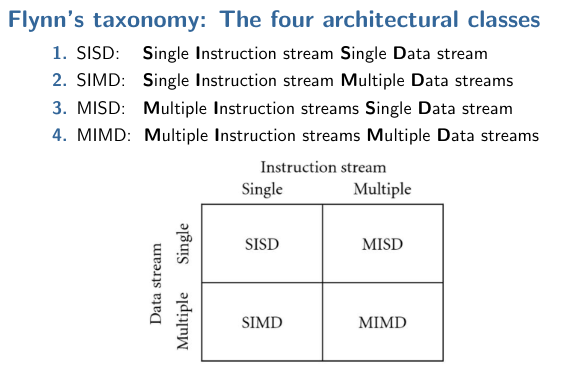 Flynn's taxonomy: The four architectural classes
1. SISD: Single Instruction stream Single Data stream
2. SIMD: Single Instruction stream Multiple Data streams
3. MISD: Multiple Instruction streams Single Data stream
4. MIMD: Multiple Instruction streams Multiple Data streams
Instruction stream
Single Multiple
Data stream
Single
SISD MISD
Multiple
SIMD MIMD